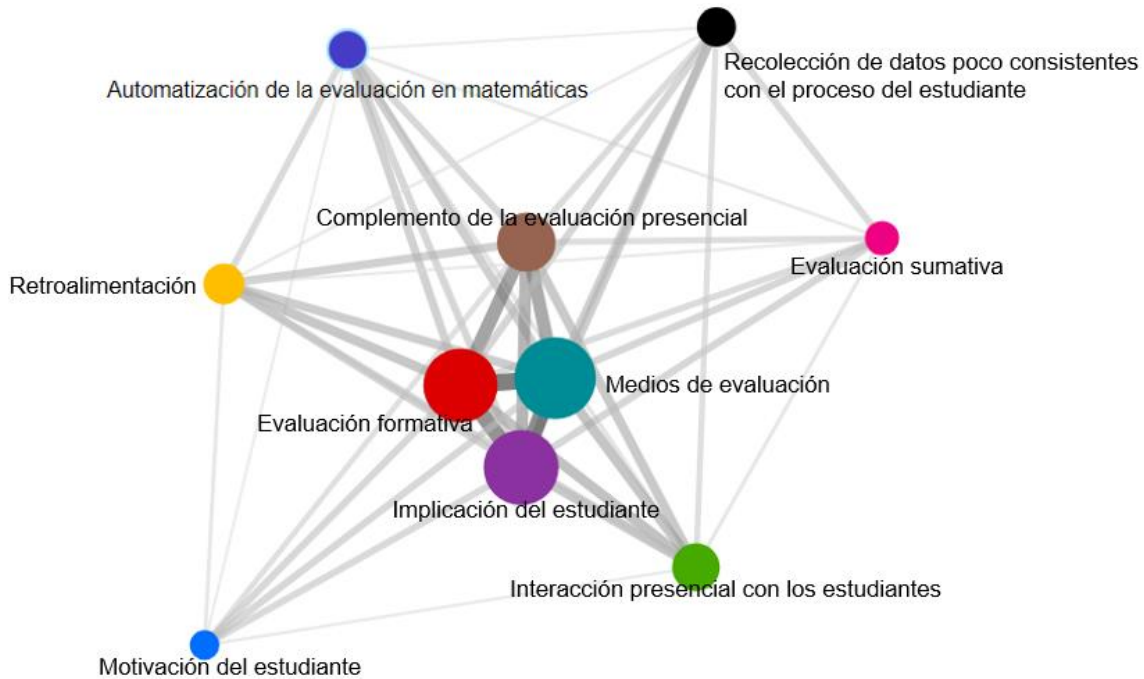 Recolección de datos poco consistentes
con el proceso del estudiante
Automatización de la evaluación en matemáticas
Complemento de la evaluación presencial
Evaluación sumativa
Retroalimentación
Medios de evaluación
Evaluación formativa
Implicación del estudiante
Interacción presencial con los estudiantes
Motivación del estudiante